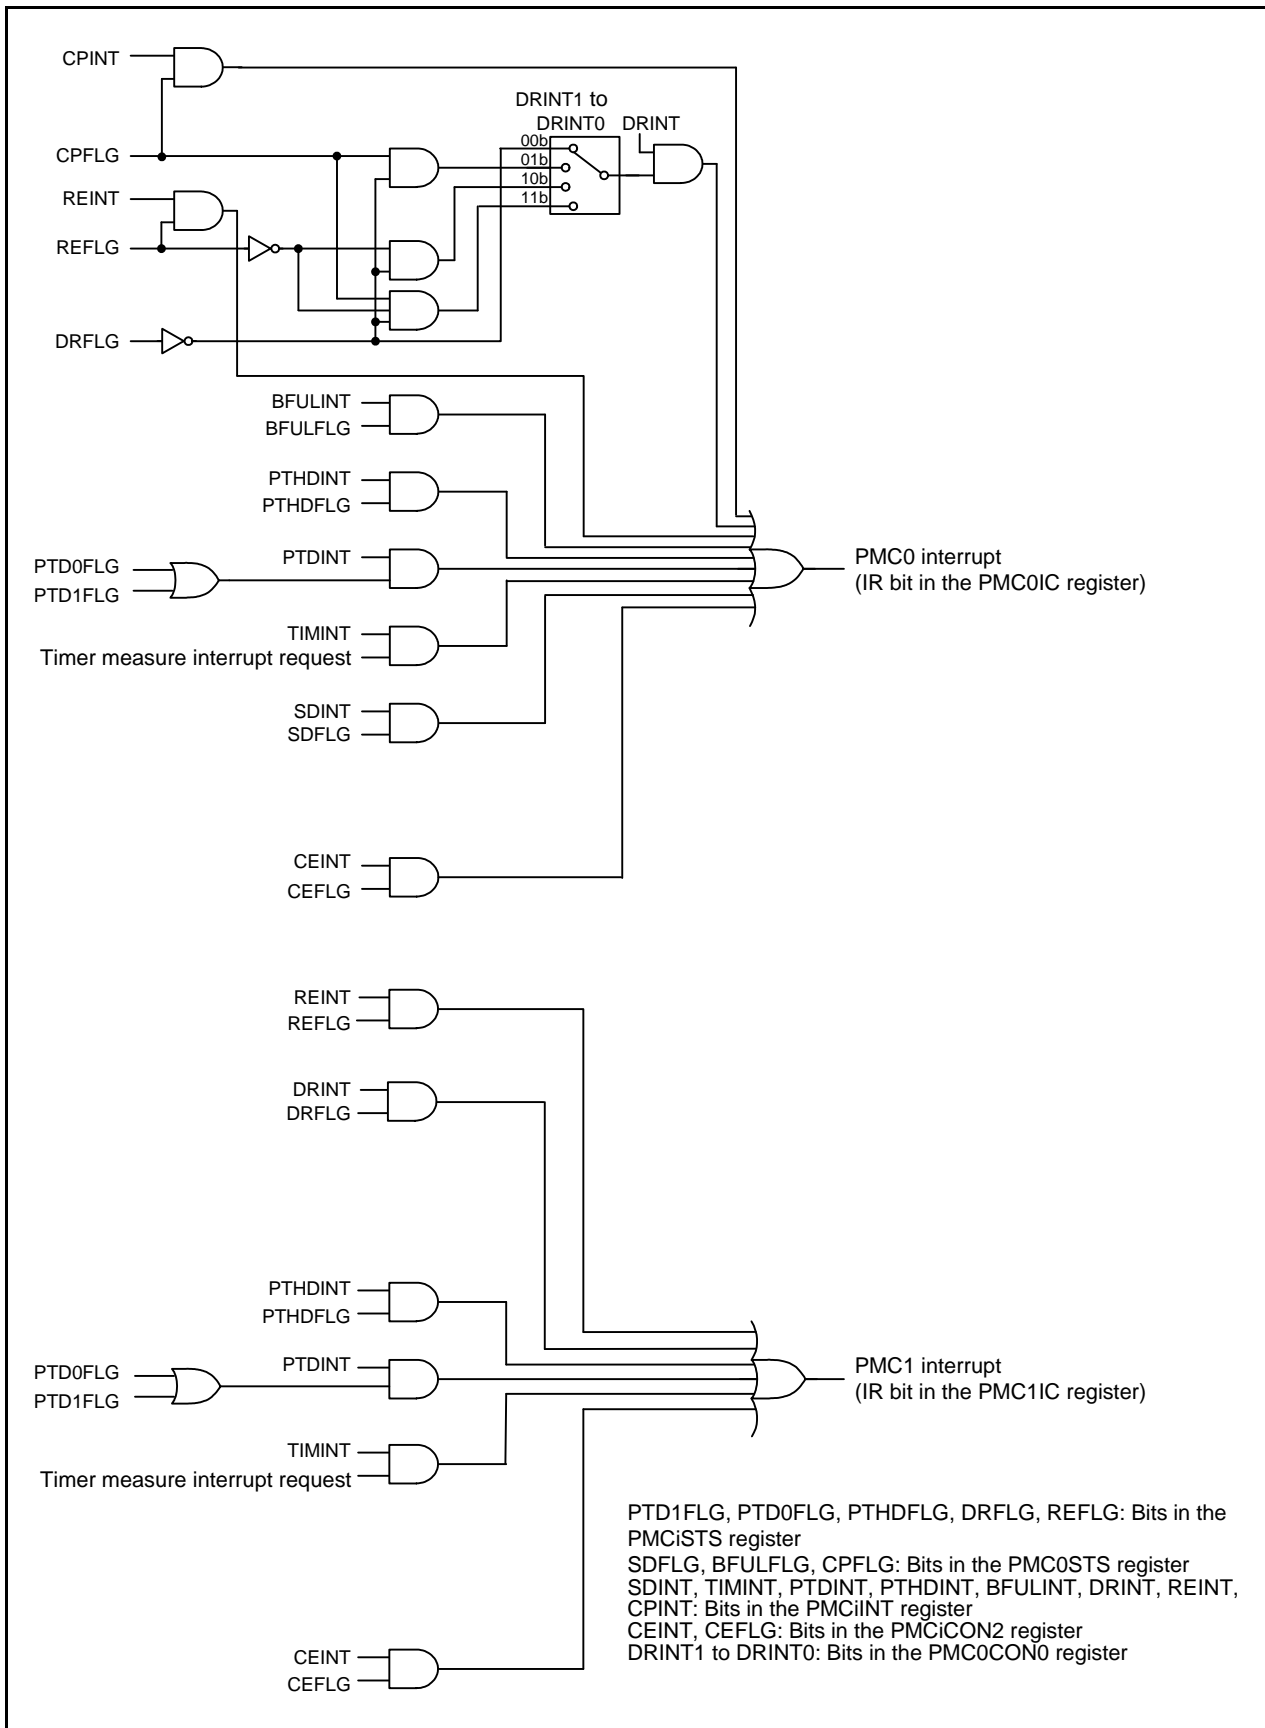 CPINT
DRINT1 to
DRINT0 DRINT
00b
CPFLG
01b
10b
REINT
11b
REFLG
DRFLG
BFULINT
BFULFLG
PTHDINT
PTHDFLG
PTDINT
PMC0 interrupt
PTD0FLG
(IR bit in the PMC0IC register)
PTD1FLG
TIMINT
Timer measure interrupt request
SDINT
SDFLG
CEINT
CEFLG
REINT
REFLG
DRINT
DRFLG
PTHDINT
PTHDFLG
PTDINT
PMC1 interrupt
PTD0FLG
(IR bit in the PMC1IC register)
PTD1FLG
TIMINT
Timer measure interrupt request
PTD1FLG, PTD0FLG, PTHDFLG, DRFLG, REFLG: Bits in the
PMCiSTS register
SDFLG, BFULFLG, CPFLG: Bits in the PMC0STS register
SDINT, TIMINT, PTDINT, PTHDINT, BFULINT, DRINT, REINT,
CPINT: Bits in the PMCiINT register
CEINT, CEFLG: Bits in the PMCiCON2 register
DRINT1 to DRINT0: Bits in the PMC0CON0 register
CEINT
CEFLG